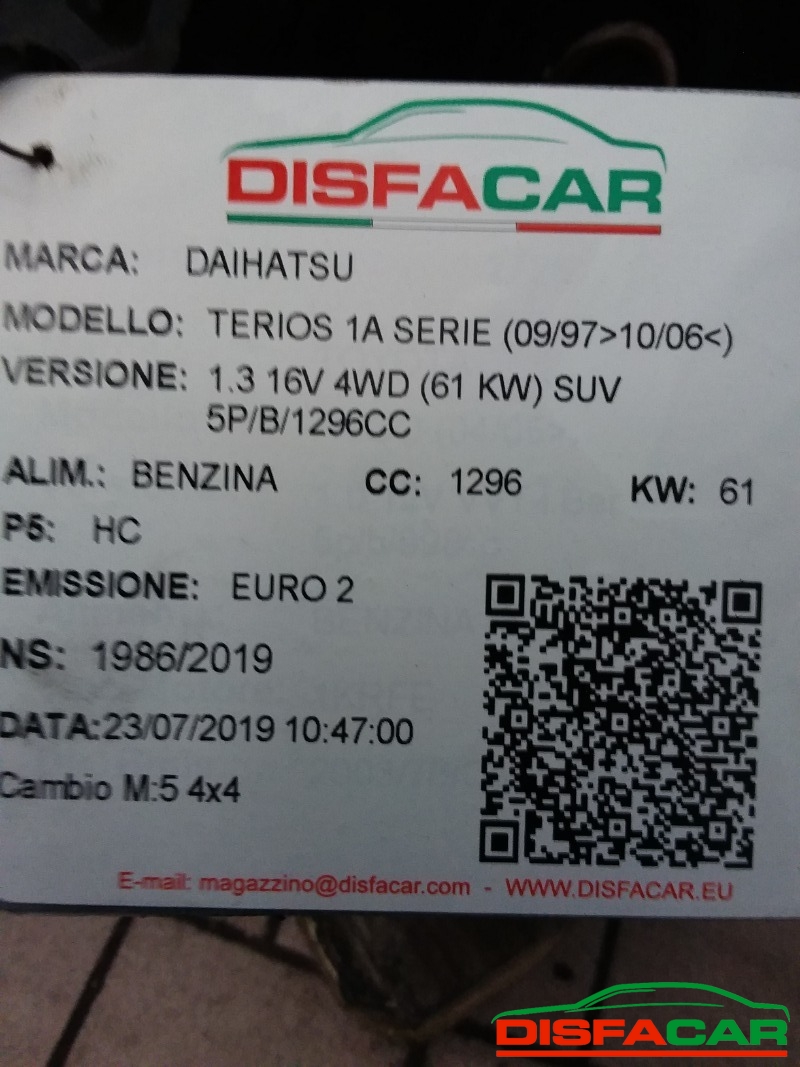 DISFACAR
MARCA: DAIHATSU
MODELLO: TERIOS 1A SERIE (09/97>10/06<)
VERSIONE: 1.3 16V 4WD (61 KW) SUV
5P/B/1296CC
ALIM.: BENZINA CC: 1296 KW: 61
P5: HC
EMISSIONE: EURO 2
NS: 1986/2019
DATA:23/07/2019 10:47:00
Cambio M:5 4x4
E-mail: magazzino@disfacar.com - WWW.DISFACAR.EU
DISFACAR